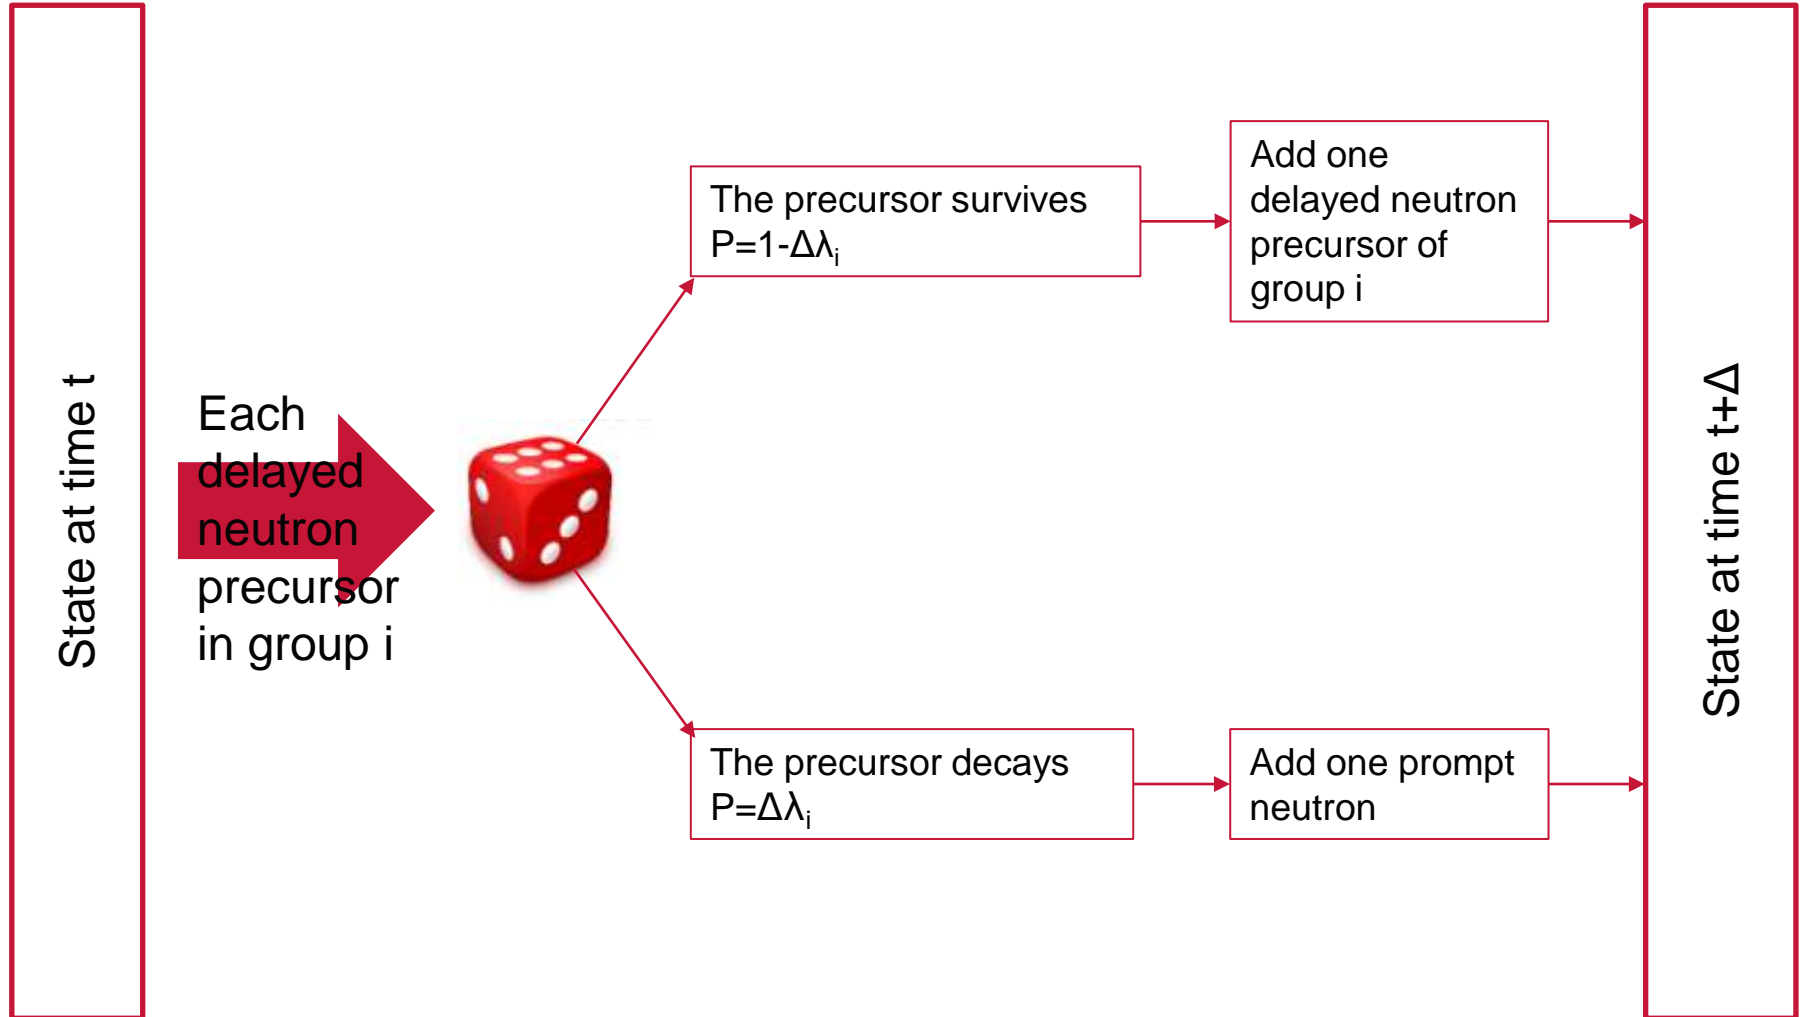 State at time t
Each
delayed
neutron
precursor
in group i
The precursor survives
P=1-Δλᵢ
Add one
delayed neutron
precursor of
group i
The precursor decays
P=Δλᵢ
Add one prompt
neutron
State at time t+Δ